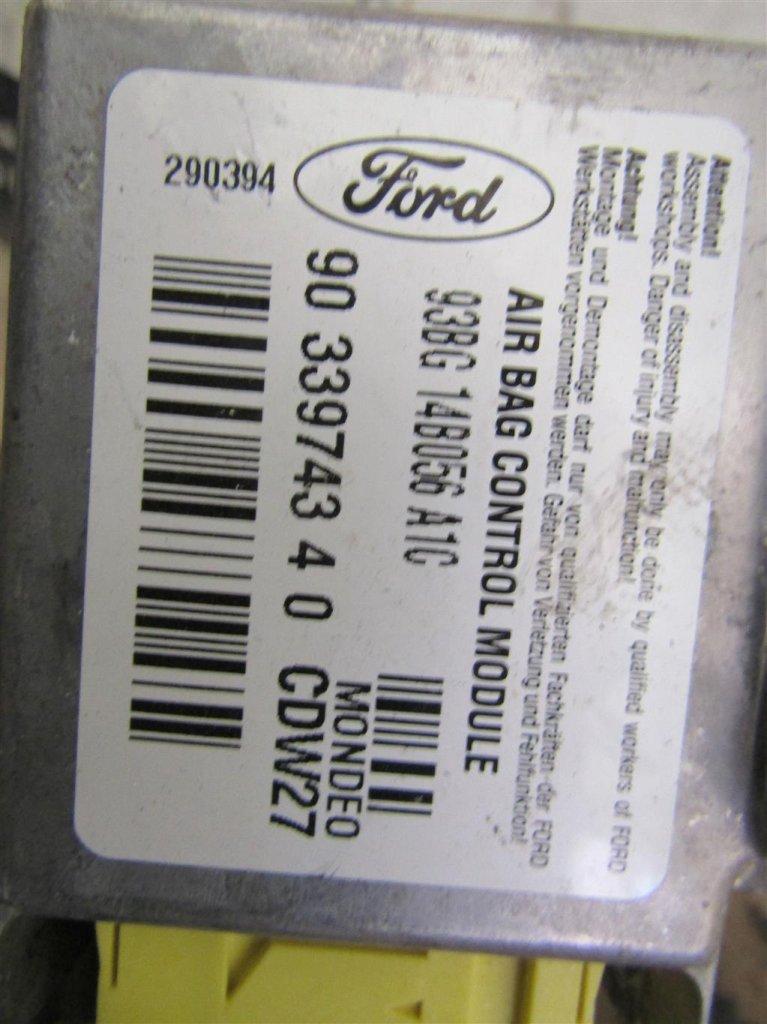 Attention!
Assembly and disassembly may only be done by qualified workers of FORD
workshops. Danger of injury and malfunction!
Achtung!
Montage und Demontage darf nur von qualifizierten Fachkräften der FORD
Werkstätten vorgenommen werden. Gefahr von Verletzung und Fehlfunktion!
AIR BAG CONTROL MODULE
Ford
93BG 14B056 A1C
290394
MONDEO
90 339743 4 0 CDW27